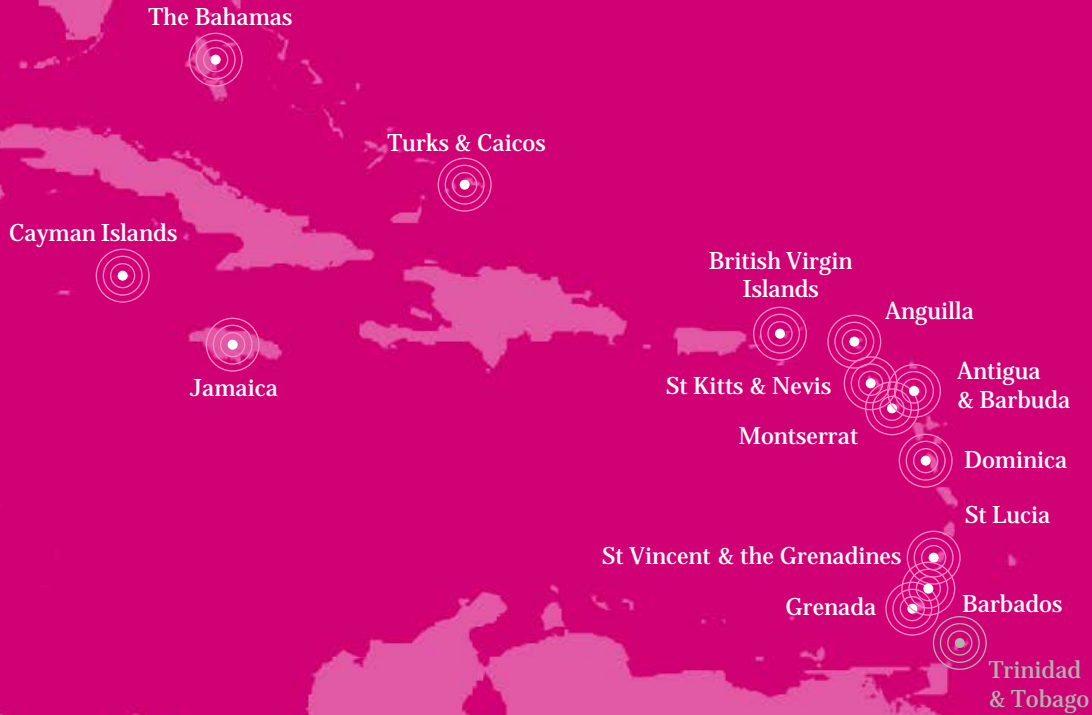 The Bahamas
Turks & Caicos
Cayman Islands
British Virgin
Islands
Anguilla
Jamaica
St Kitts & Nevis
Antigua
& Barbuda
Montserrat
Dominica
St Lucia
St Vincent & the Grenadines
Grenada
Barbados
Trinidad
& Tobago